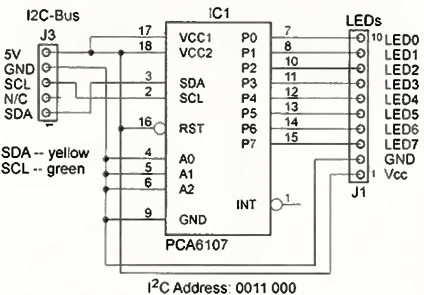 I2C-Bus
IC1
LEDs
J3
5V
GND
SCL
N/C
SDA
1
SDA -- yellow
SCL -- green
17 VCC1 P0 7 10 LED0
18 VCC2 P1 8 LED1
P2 10 LED2
3 SDA P3 11 LED3
2 SCL P4 12 LED4
P5 13 LED5
16 RST P6 14 LED6
P7 15 LED7
4 A0 GND
5 A1 1 Vcc
6 A2 J1
INT 1
9 GND
PCA6107
I²C Address: 0011 000